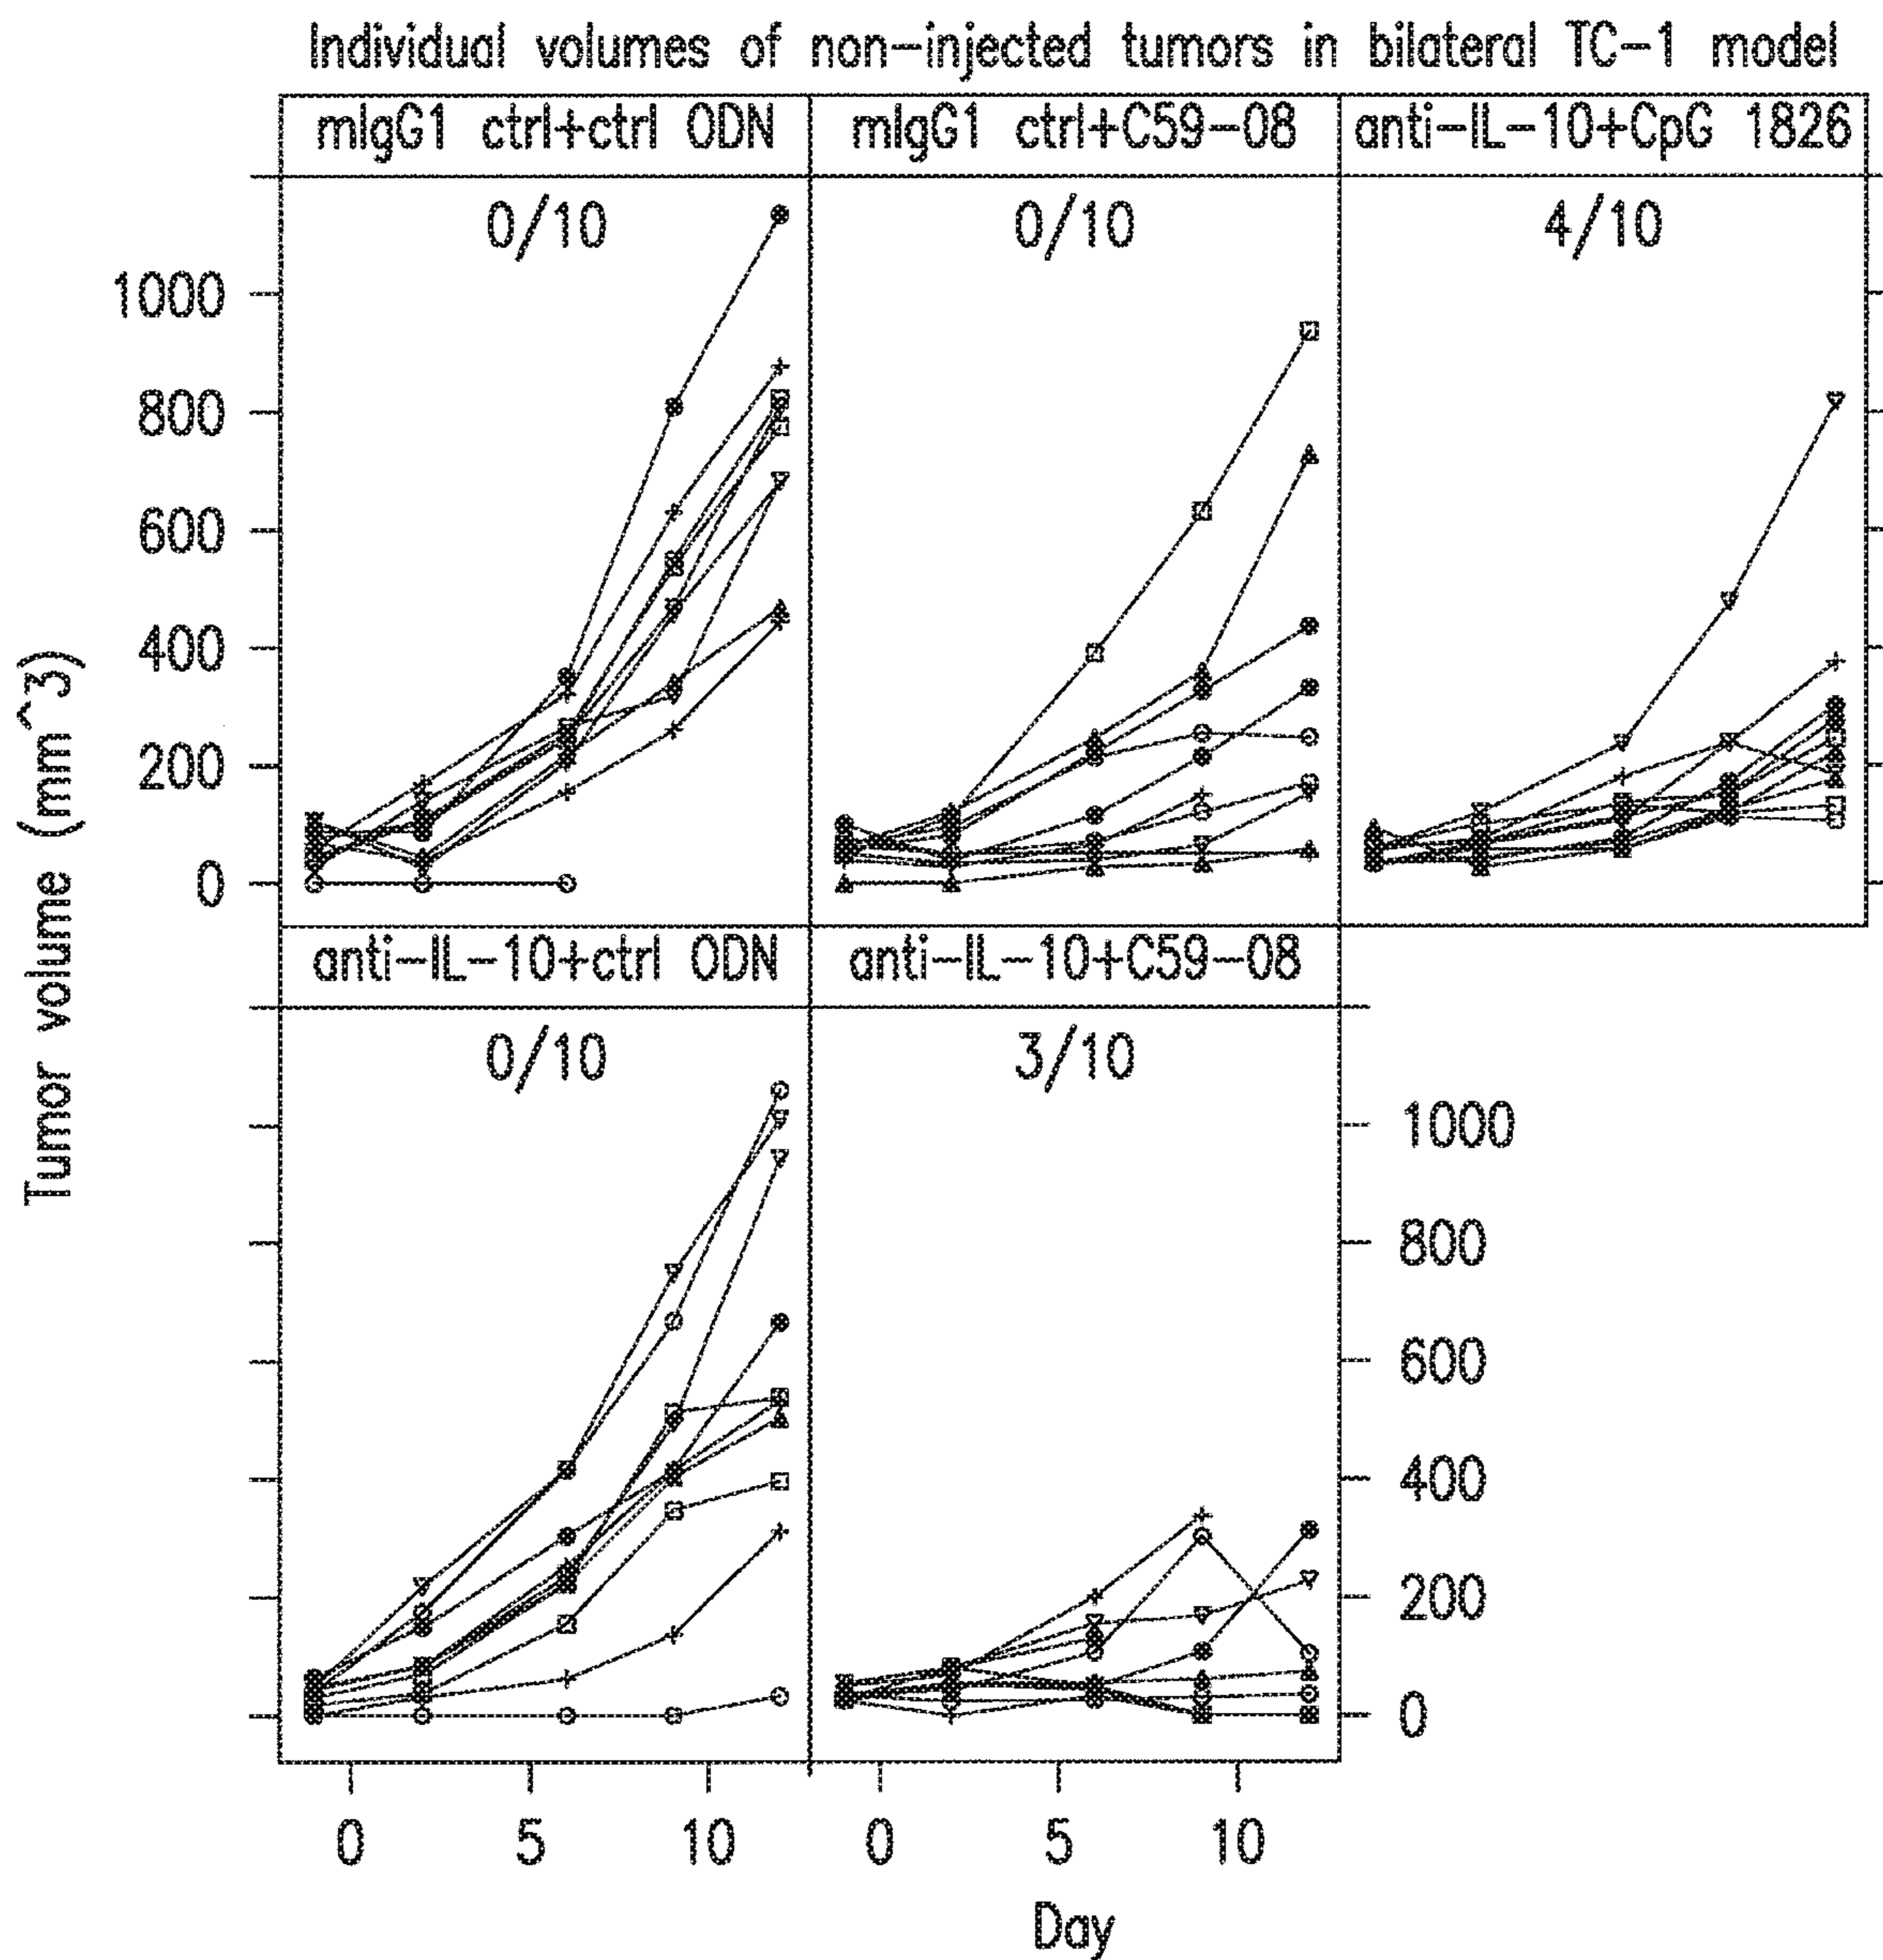 Individual volumes of non-injected tumors in bilateral TC-1 model
mIgG1 ctrl+ctrl ODN
mIgG1 ctrl+C59-08
anti-IL-10+CpG 1826
0/10
0/10
4/10
1000
800
600
400
200
0
Tumor volume (mm^3)
anti-IL-10+ctrl ODN
anti-IL-10+C59-08
0/10
3/10
1000
800
600
400
200
0
0 5 10 0 5 10
Day